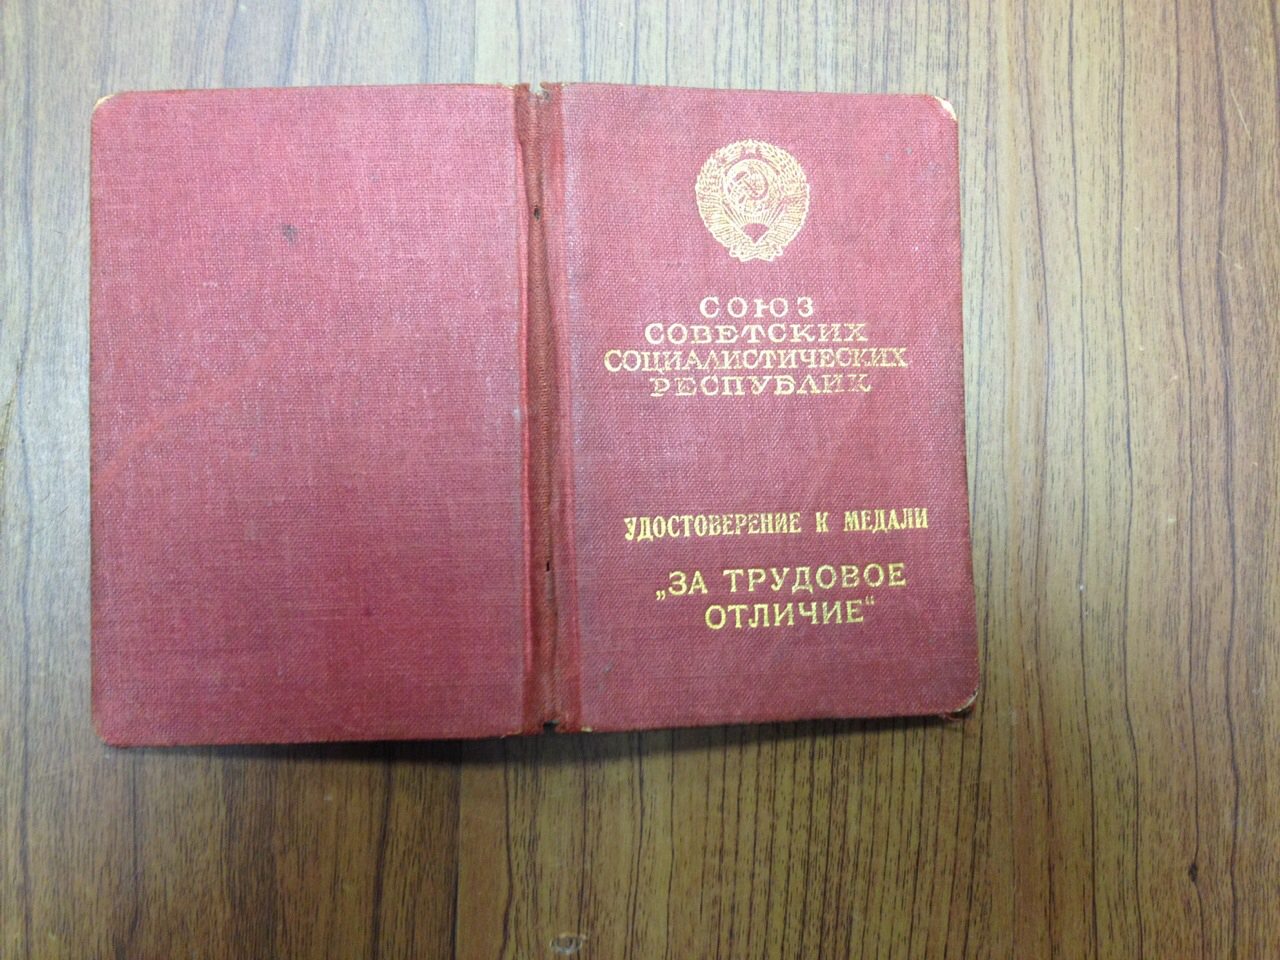 СОЮЗ
СОВЕТСКИХ
СОЦИАЛИСТИЧЕСКИХ
РЕСПУБЛИК
УДОСТОВЕРЕНИЕ К МЕДАЛИ
„ЗА ТРУДОВОЕ
ОТЛИЧИЕ“